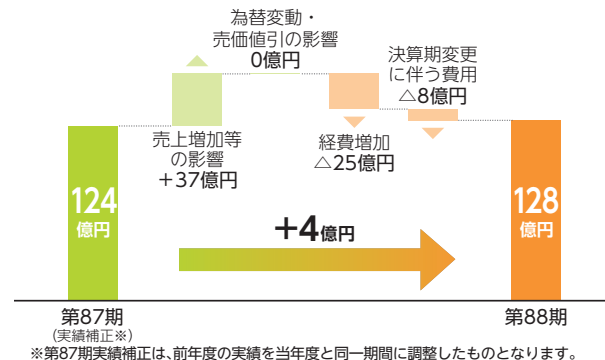 為替変動・
売価値引の影響
0億円
決算期変更
に伴う費用
△8億円
売上増加等
の影響
+37億円
経費増加
△25億円
124
億円
+4億円
128
億円
第87期
(実績補正※)
第88期
※第87期実績補正は、前年度の実績を当年度と同一期間に調整したものとなります。